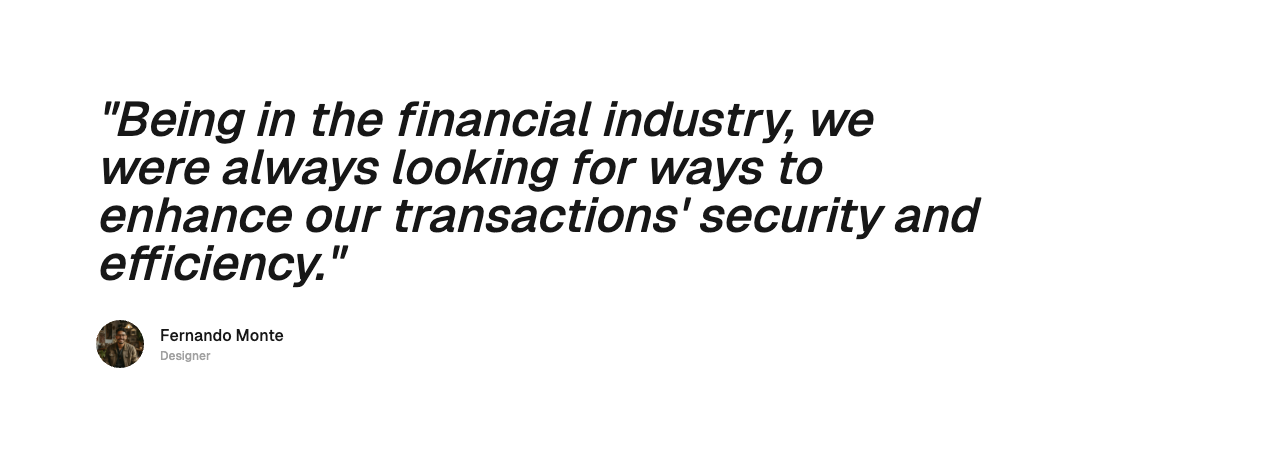 "Being in the financial industry, we
were always looking for ways to
enhance our transactions' security and
efficiency."
Fernando Monte
Designer